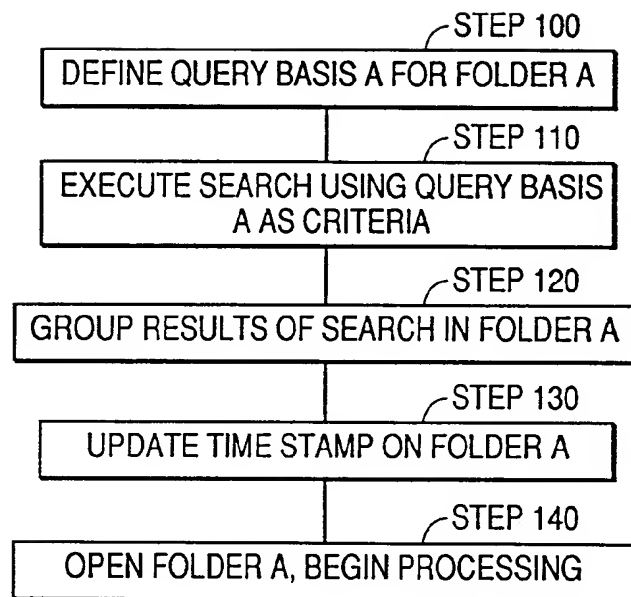 STEP 100
DEFINE QUERY BASIS A FOR FOLDER A
STEP 110
EXECUTE SEARCH USING QUERY BASIS
A AS CRITERIA
STEP 120
GROUP RESULTS OF SEARCH IN FOLDER A
STEP 130
UPDATE TIME STAMP ON FOLDER A
STEP 140
OPEN FOLDER A, BEGIN PROCESSING